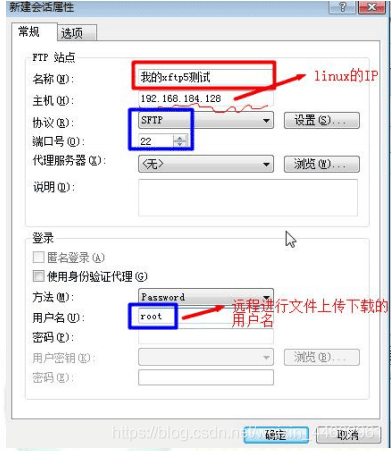 新建会话属性
常规 选项
FTP 站点
名称(N): 我的xftp5测试
linux的IP
主机(H): 192.168.184.128
协议(R): SFTP 设置(S)...
端口号(O): 22
代理服务器(X): <无> 浏览(W)...
说明(D):
登录
匿名登录(A)
使用身份验证代理(G)
方法(M): Password
远程进行文件上传下载的
用户名(U): root
用户名
密码(P):
用户密钥(K): 浏览(B)...
密码(E):
确定 取消